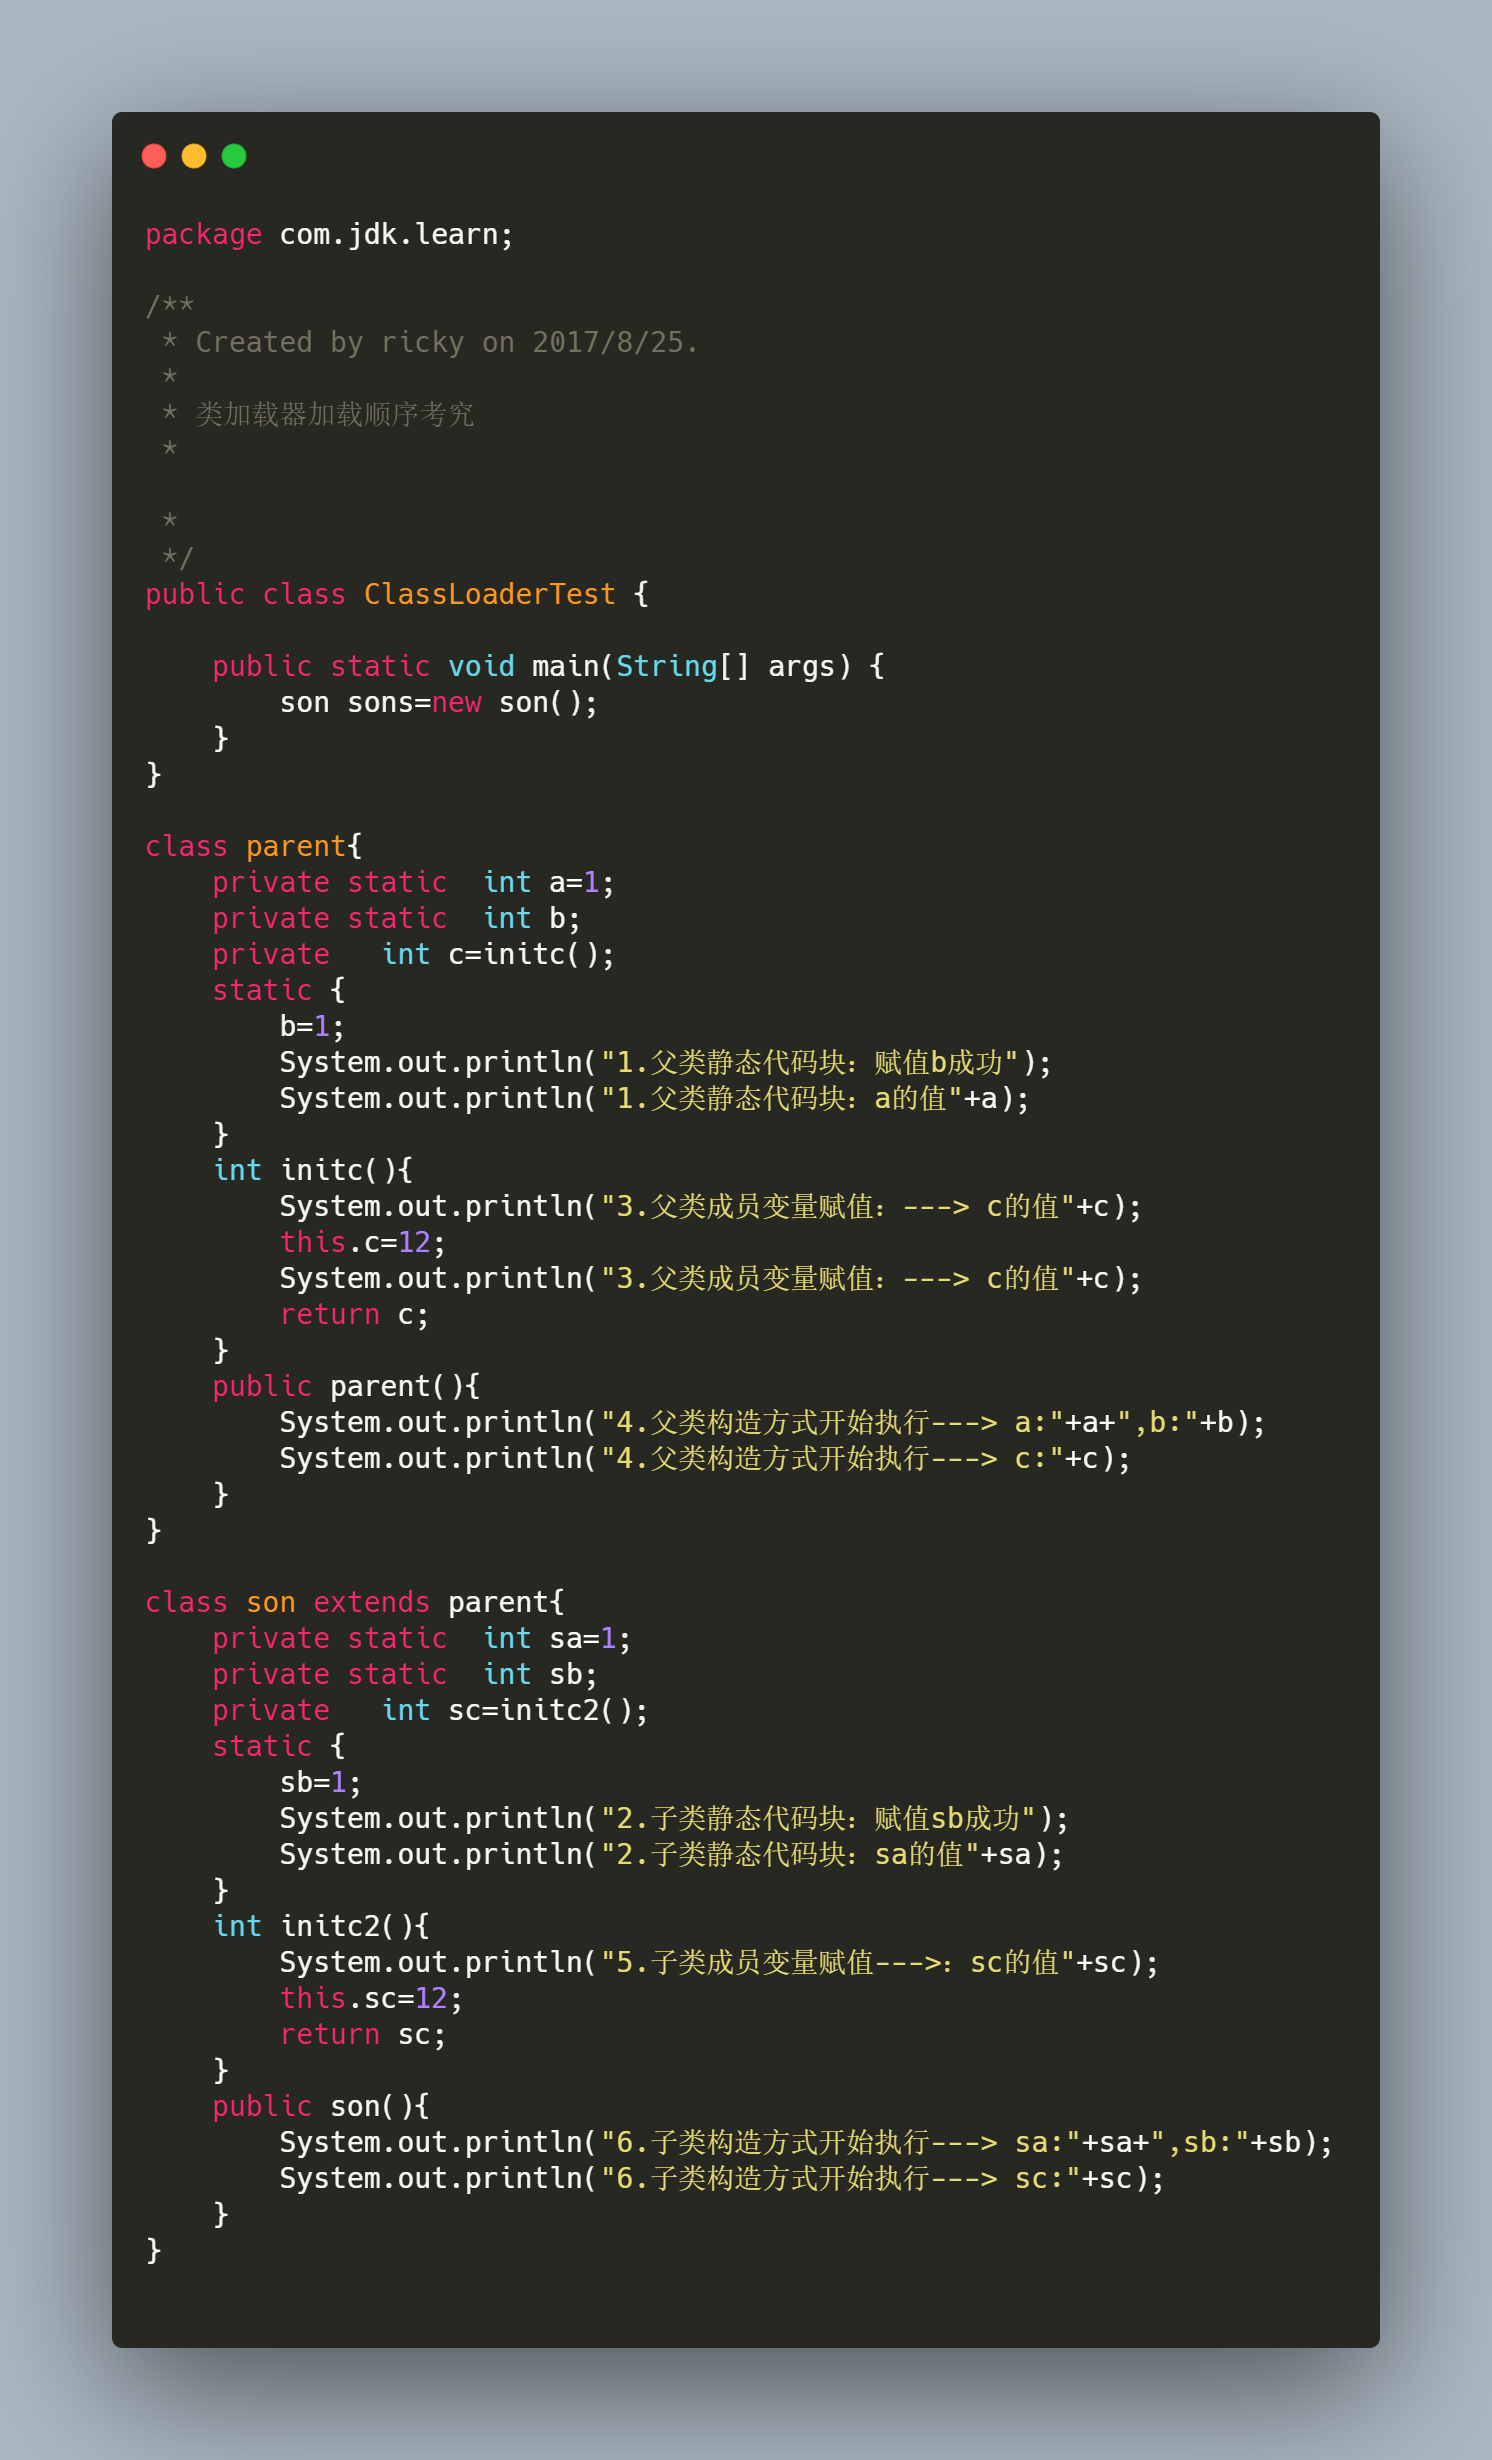 package com.jdk.learn;
/**
 * Created by ricky on 2017/8/25.
 *
 * 类加载器加载顺序考究
 *
 *
 */
public class ClassLoaderTest {
    public static void main(String[] args) {
        son sons=new son();
    }
}
class parent{
    private static  int a=1;
    private static  int b;
    private   int c=initc();
    static {
        b=1;
        System.out.println("1.父类静态代码块：赋值b成功");
        System.out.println("1.父类静态代码块：a的值"+a);
    }
    int initc(){
        System.out.println("3.父类成员变量赋值：---> c的值"+c);
        this.c=12;
        System.out.println("3.父类成员变量赋值：---> c的值"+c);
        return c;
    }
    public parent(){
        System.out.println("4.父类构造方式开始执行---> a:"+a+",b:"+b);
        System.out.println("4.父类构造方式开始执行---> c:"+c);
    }
}
class son extends parent{
    private static  int sa=1;
    private static  int sb;
    private   int sc=initc2();
    static {
        sb=1;
        System.out.println("2.子类静态代码块：赋值sb成功");
        System.out.println("2.子类静态代码块：sa的值"+sa);
    }
    int initc2(){
        System.out.println("5.子类成员变量赋值--->：sc的值"+sc);
        this.sc=12;
        return sc;
    }
    public son(){
        System.out.println("6.子类构造方式开始执行---> sa:"+sa+",sb:"+sb);
        System.out.println("6.子类构造方式开始执行---> sc:"+sc);
    }
}